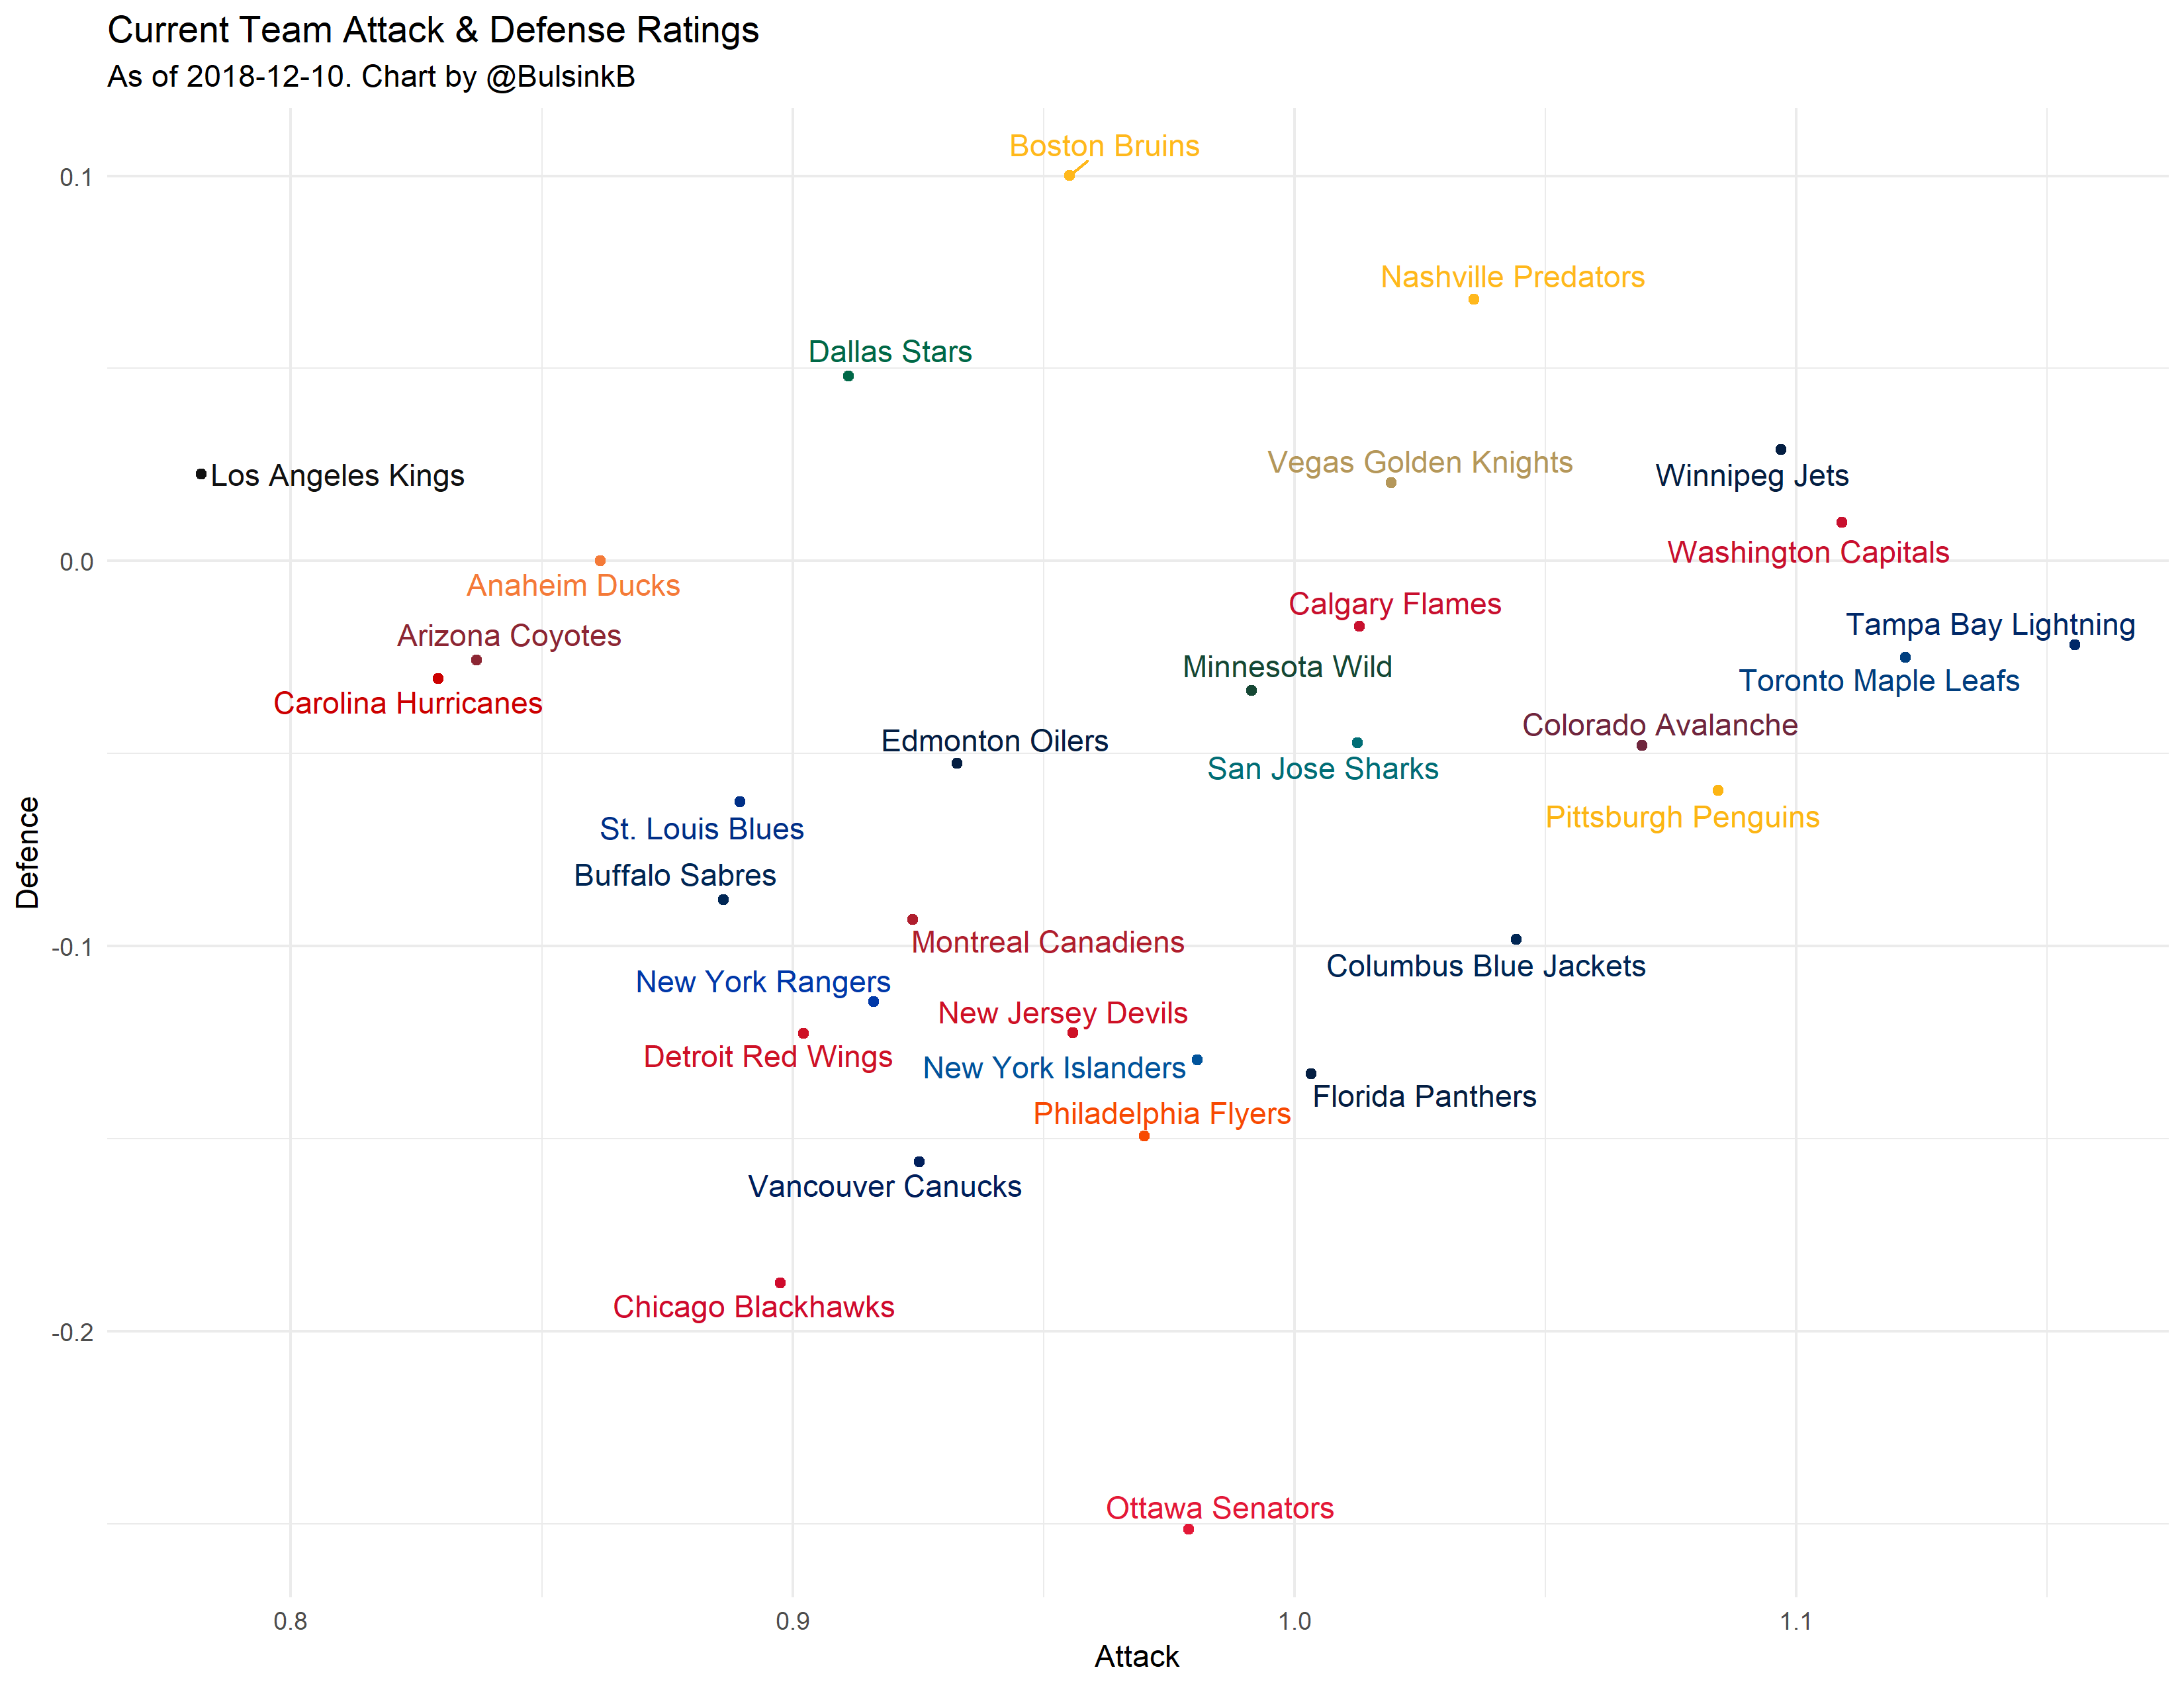 Current Team Attack & Defense Ratings
As of 2018-12-10. Chart by @BulsinkB
Boston Bruins
0.1
Nashville Predators
Dallas Stars
Vegas Golden Knights
Los Angeles Kings
Winnipeg Jets
Washington Capitals
0.0
Anaheim Ducks
Calgary Flames
Tampa Bay Lightning
Arizona Coyotes
Minnesota Wild
Toronto Maple Leafs
Carolina Hurricanes
Colorado Avalanche
Edmonton Oilers
San Jose Sharks
Pittsburgh Penguins
St. Louis Blues
Defence
Buffalo Sabres
Montreal Canadiens
-0.1
Columbus Blue Jackets
New York Rangers
New Jersey Devils
Detroit Red Wings
New York Islanders
Florida Panthers
Philadelphia Flyers
Vancouver Canucks
Chicago Blackhawks
-0.2
Ottawa Senators
0.8
0.9
1.0
1.1
Attack